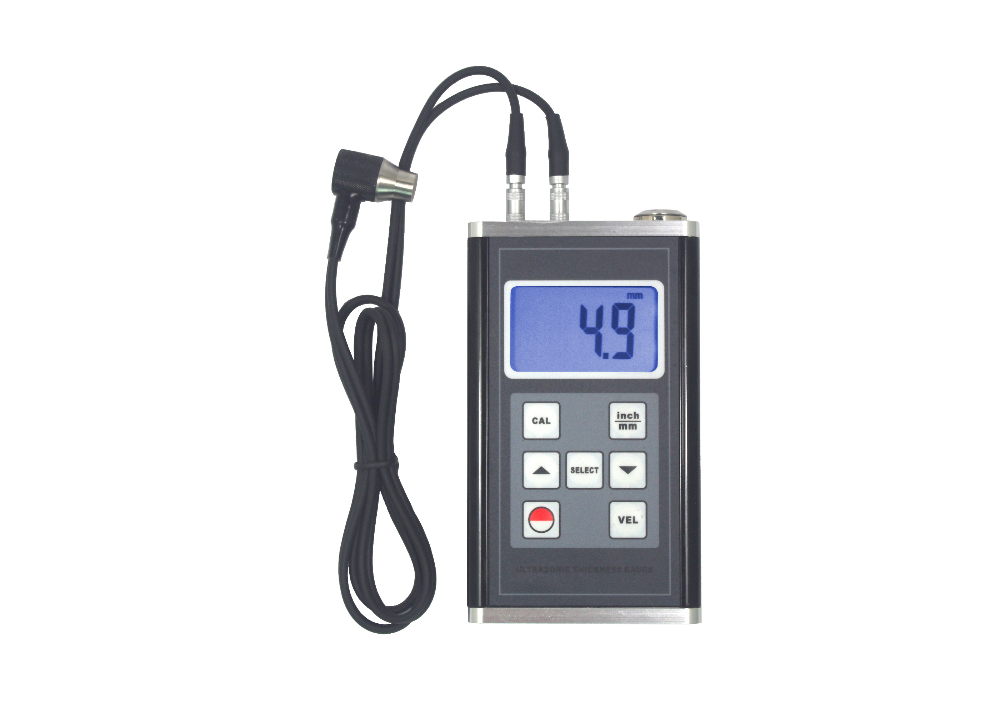 mm
4.9
CAL
inch
mm
SELECT
VEL
ULTRASONIC THICKNESS GAUGE